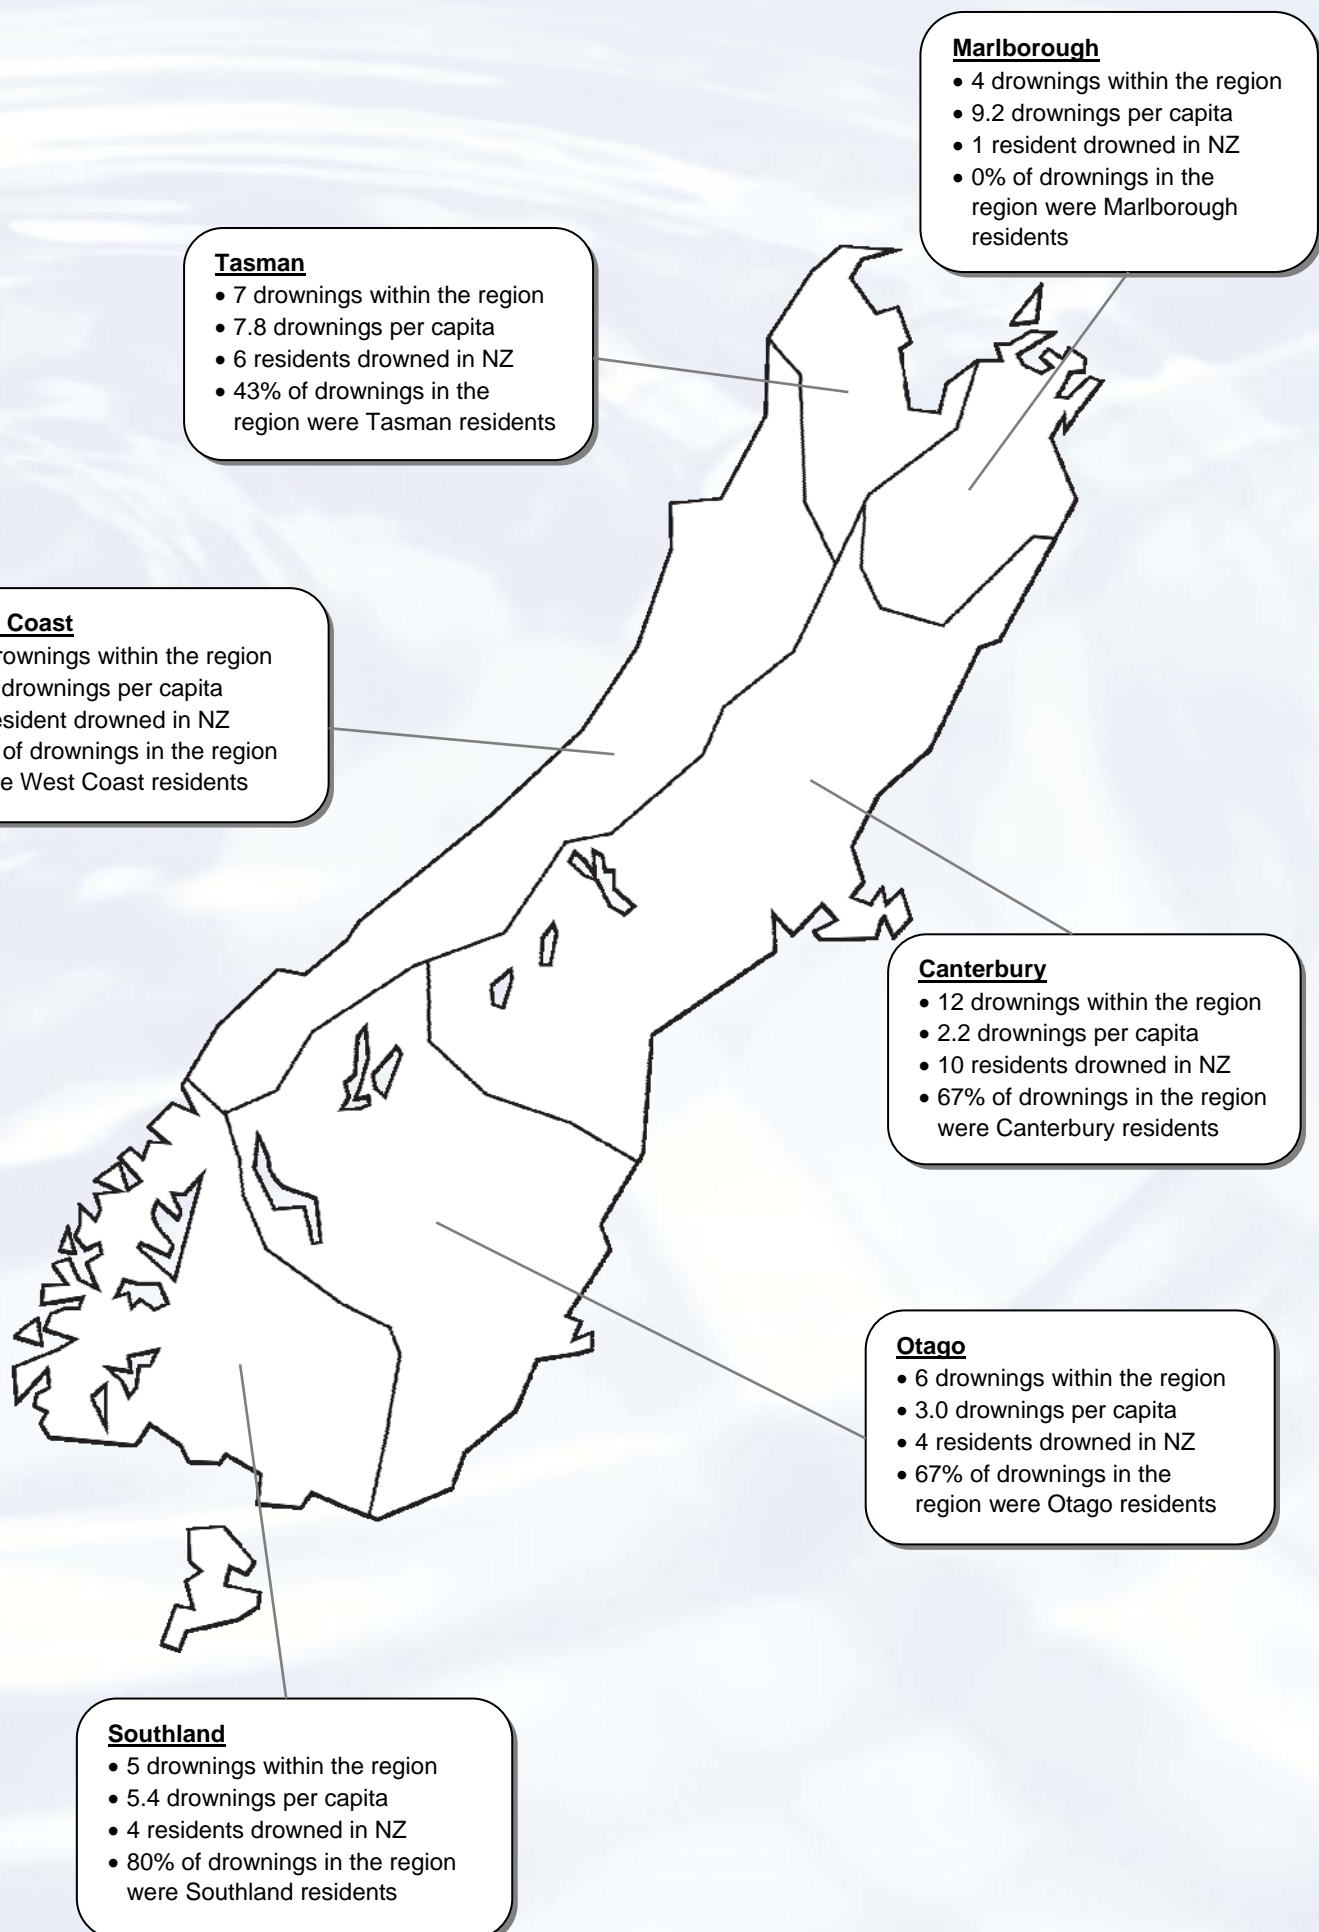 Marlborough
• 4 drownings within the region
• 9.2 drownings per capita
• 1 resident drowned in NZ
• 0% of drownings in the
region were Marlborough
residents
Tasman
• 7 drownings within the region
• 7.8 drownings per capita
• 6 residents drowned in NZ
• 43% of drownings in the
region were Tasman residents
Coast
rownings within the region
drownings per capita
esident drowned in NZ
of drownings in the region
e West Coast residents
Canterbury
• 12 drownings within the region
• 2.2 drownings per capita
• 10 residents drowned in NZ
• 67% of drownings in the region
were Canterbury residents
Otago
• 6 drownings within the region
• 3.0 drownings per capita
• 4 residents drowned in NZ
• 67% of drownings in the
region were Otago residents
Southland
• 5 drownings within the region
• 5.4 drownings per capita
• 4 residents drowned in NZ
• 80% of drownings in the region
were Southland residents